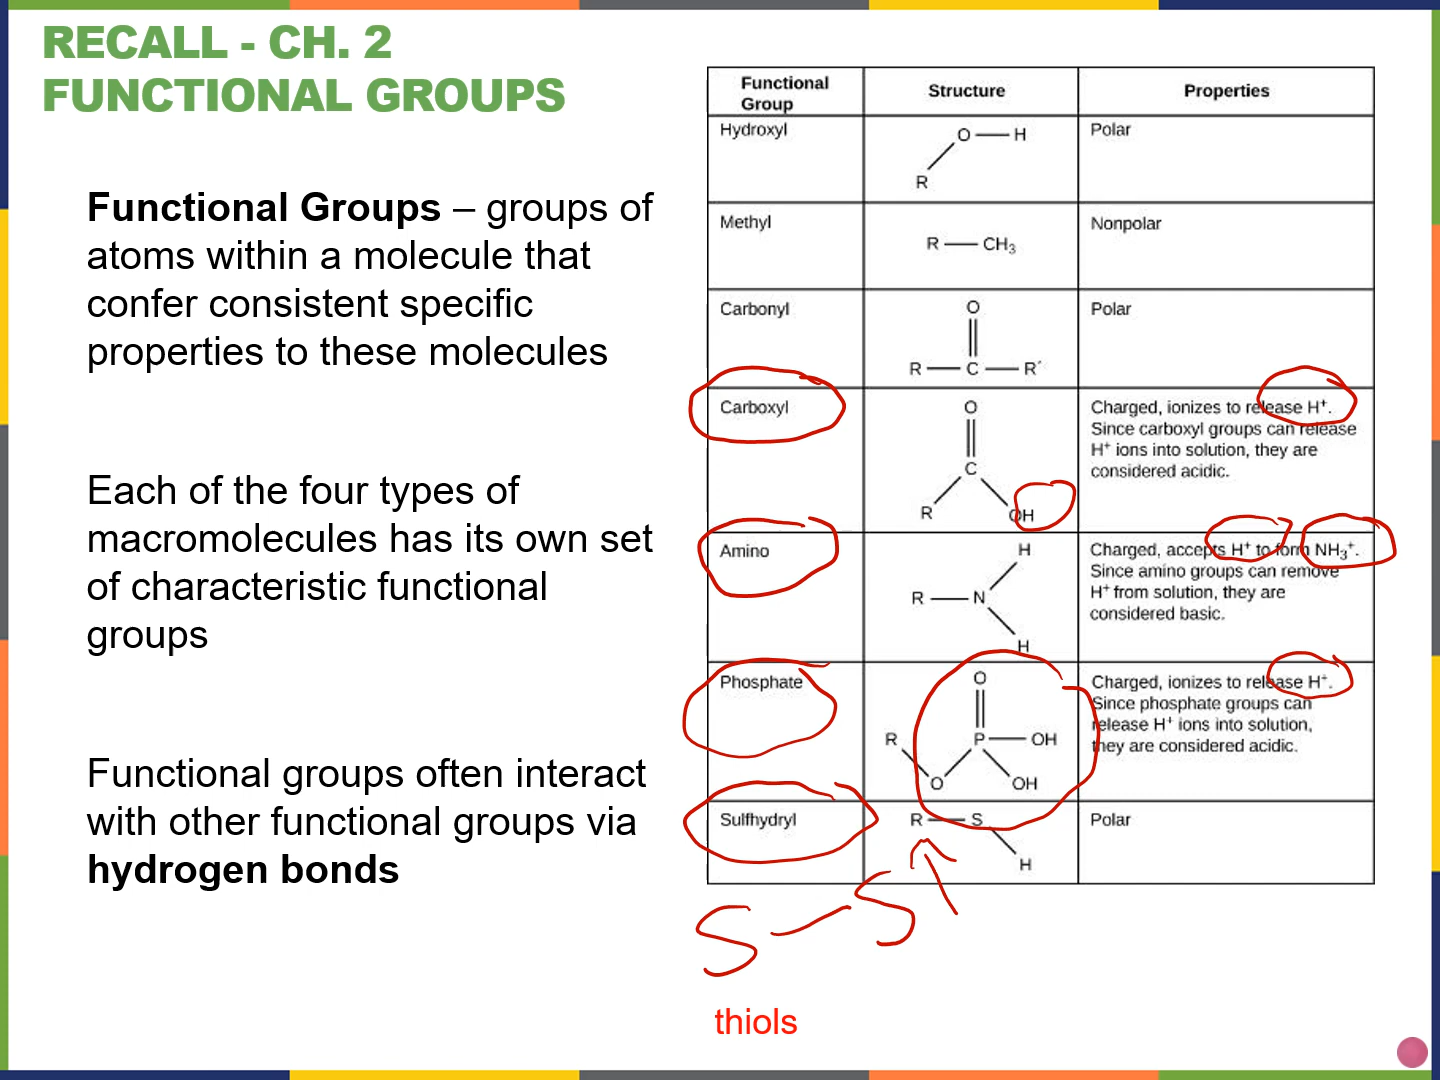 RECALL - CH. 2
FUNCTIONAL GROUPS
Functional Groups – groups of
atoms within a molecule that
confer consistent specific
properties to these molecules
Each of the four types of
macromolecules has its own set
of characteristic functional
groups
Functional groups often interact
with other functional groups via
hydrogen bonds
Functional Group	Structure	Properties
Hydroxyl
O — H
R
Polar
Methyl
R — CH₃
Nonpolar
Carbonyl
O
R — C — R′
Polar
Carboxyl
O
C
R OH
Charged, ionizes to release H⁺.
Since carboxyl groups can release
H⁺ ions into solution, they are
considered acidic.
Amino
H
R — N
H
Charged, accepts H⁺ to form NH₃⁺.
Since amino groups can remove
H⁺ from solution, they are
considered basic.
Phosphate
O
R P — OH
O OH
Charged, ionizes to release H⁺.
Since phosphate groups can
release H⁺ ions into solution,
they are considered acidic.
Sulfhydryl
R — S
H
Polar
S — S
thiols